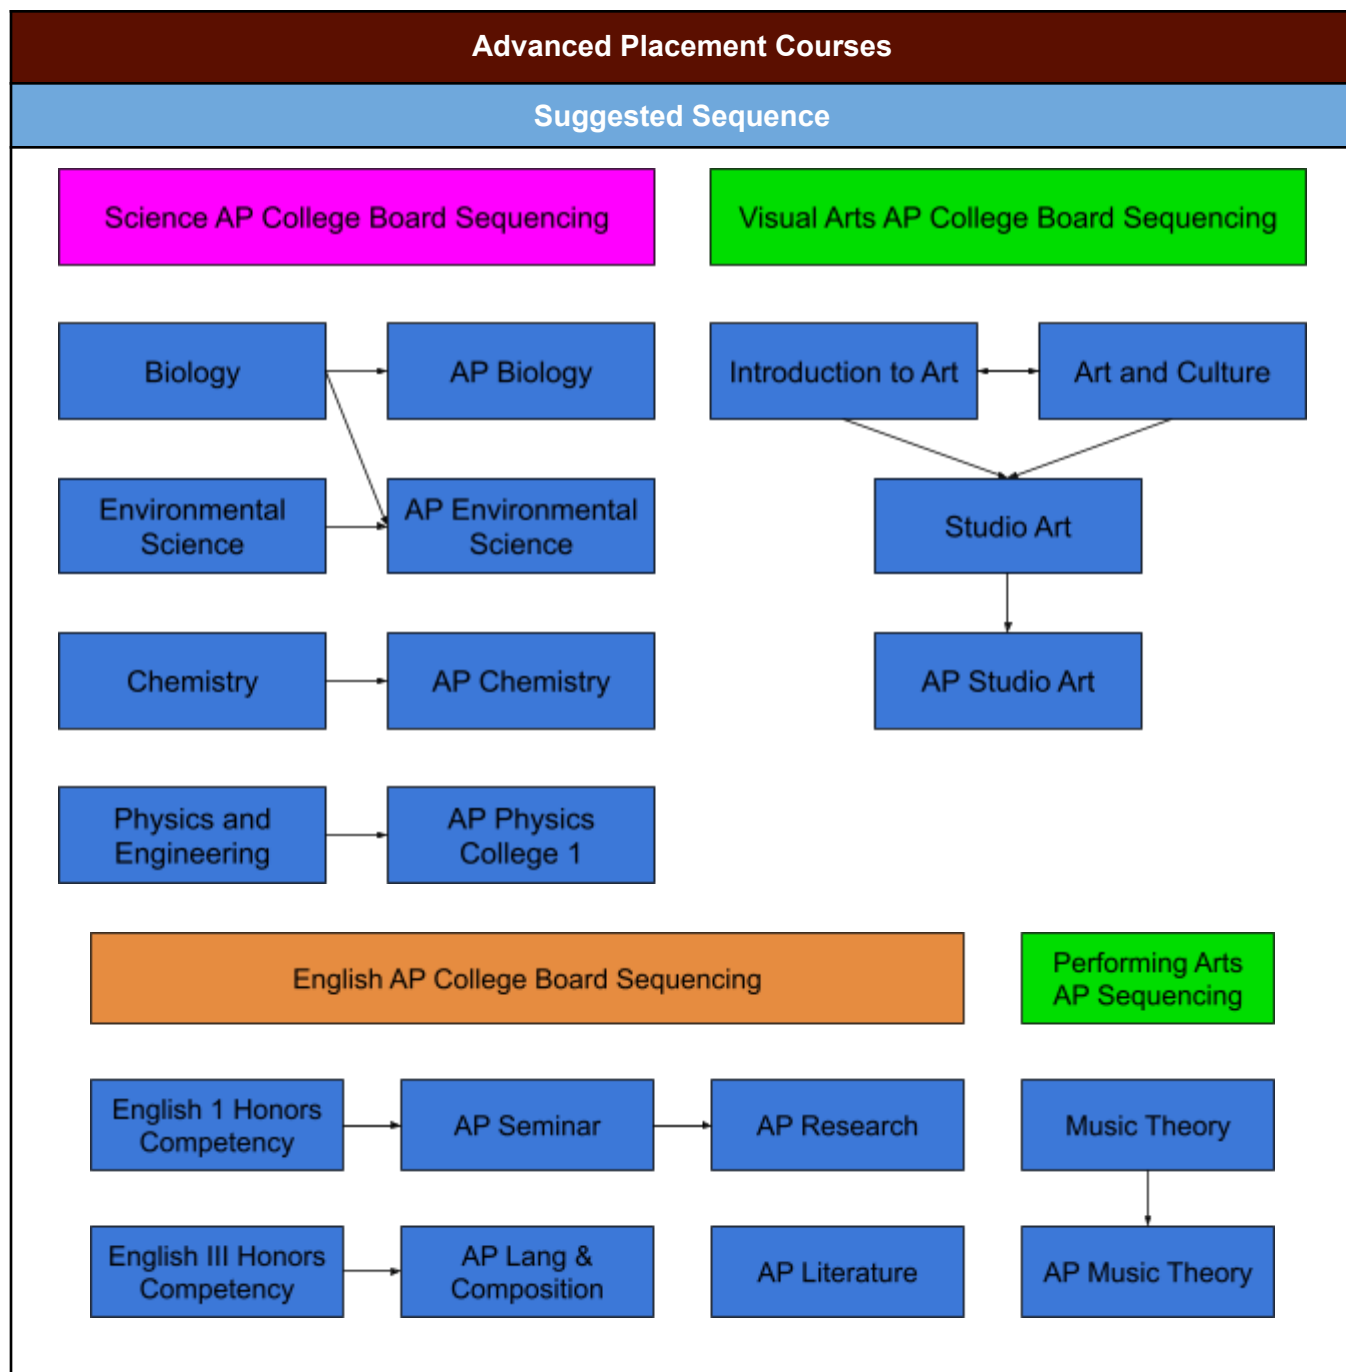 Advanced Placement Courses
Suggested Sequence
Science AP College Board Sequencing
Visual Arts AP College Board Sequencing
Biology
AP Biology
Introduction to Art
Art and Culture
Environmental
Science
AP Environmental
Science
Studio Art
Chemistry
AP Chemistry
AP Studio Art
Physics and
Engineering
AP Physics
College 1
English AP College Board Sequencing
Performing Arts
AP Sequencing
English 1 Honors
Competency
AP Seminar
AP Research
Music Theory
English III Honors
Competency
AP Lang &
Composition
AP Literature
AP Music Theory